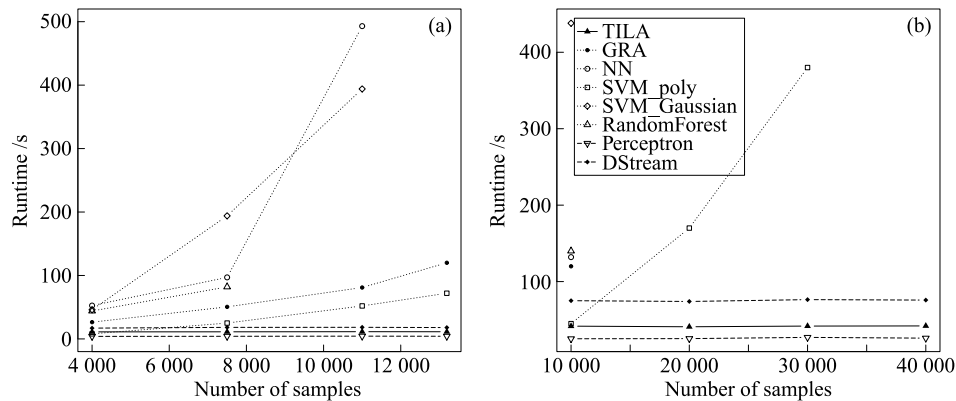 (a)
500
400
300
200
100
0
Runtime /s
4 000
6 000
8 000
10 000
12 000
Number of samples
(b)
TILA
GRA
NN
SVM_poly
SVM_Gaussian
RandomForest
Perceptron
DStream
400
300
200
100
Runtime /s
10 000
20 000
30 000
40 000
Number of samples